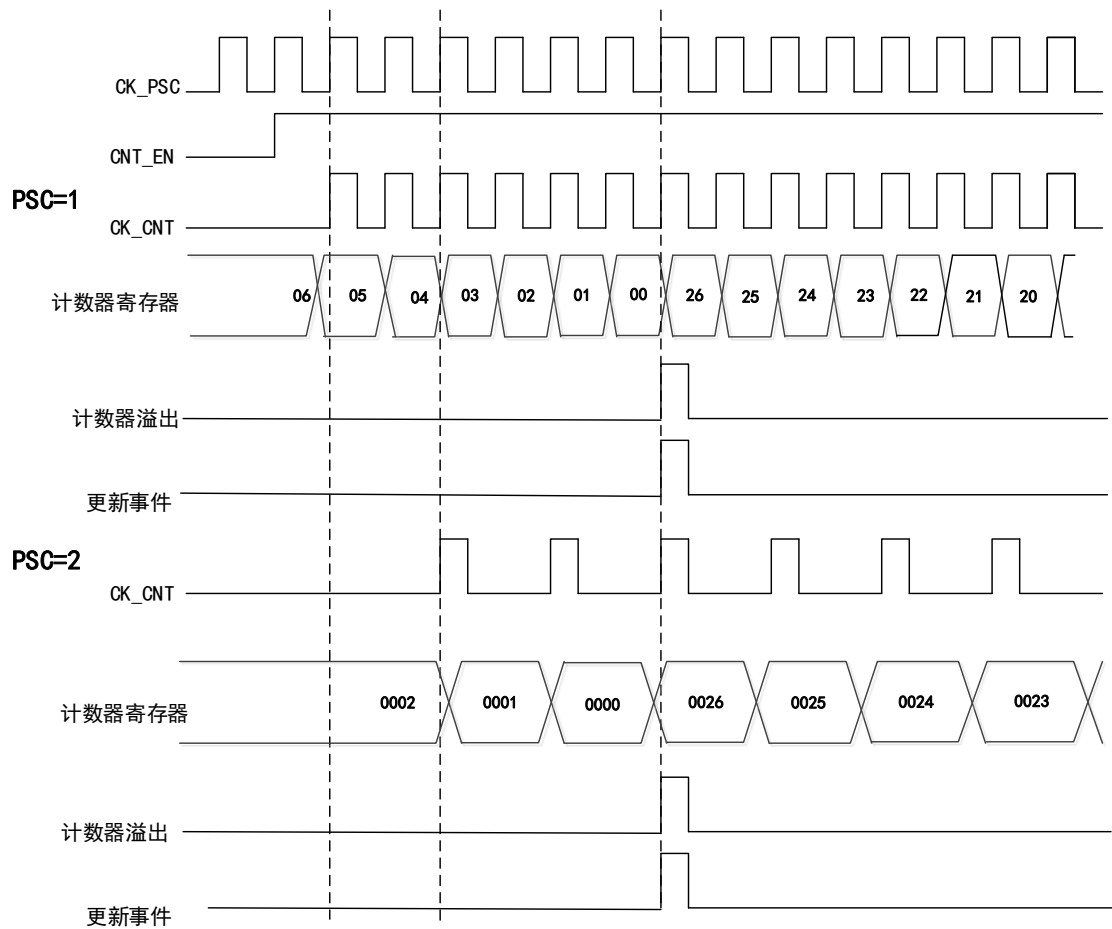 CK_PSC
CNT_EN
PSC=1
CK_CNT
计数器寄存器 06 05 04 03 02 01 00 26 25 24 23 22 21 20
计数器溢出
更新事件
PSC=2
CK_CNT
计数器寄存器 0002 0001 0000 0026 0025 0024 0023
计数器溢出
更新事件